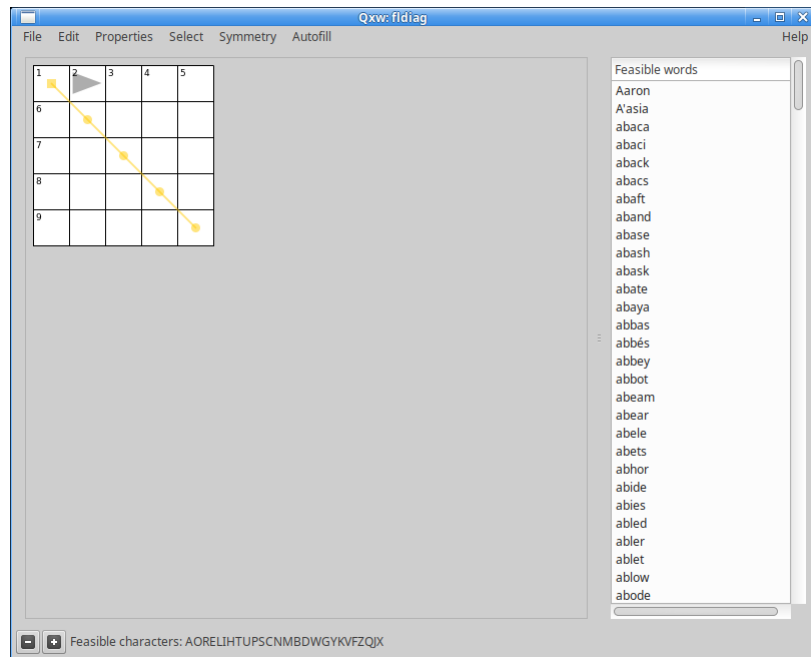 Qxw: fldiag
File Edit Properties Select Symmetry Autofill Help
1 2 3 4 5
6
7
8
9
Feasible words
Aaron
A'asia
abaca
abaci
aback
abacs
abaft
aband
abase
abash
abask
abate
abaya
abbas
abbés
abbey
abbot
abeam
abear
abele
abets
abhor
abide
abies
abled
abler
ablet
ablow
abode
Feasible characters: AORELIHTUPSCNMBDWGYKVFZQJX